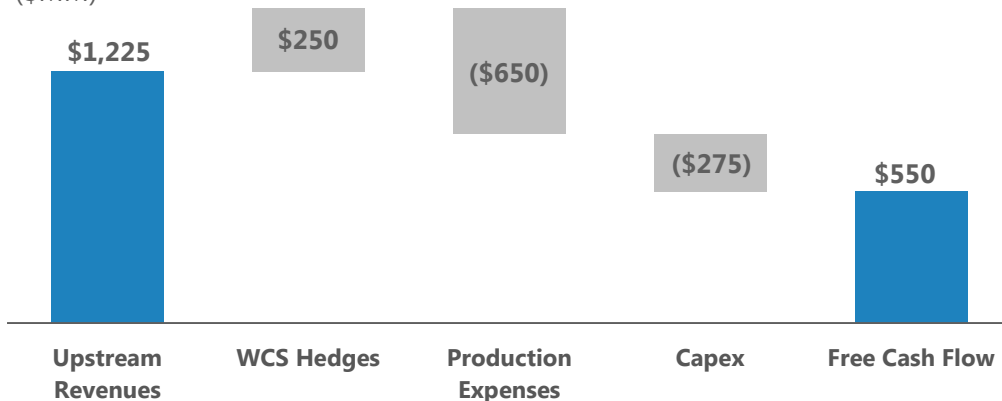 $1,225
$250
($650)
($275)
$550
Upstream
Revenues
WCS Hedges
Production
Expenses
Capex
Free Cash Flow